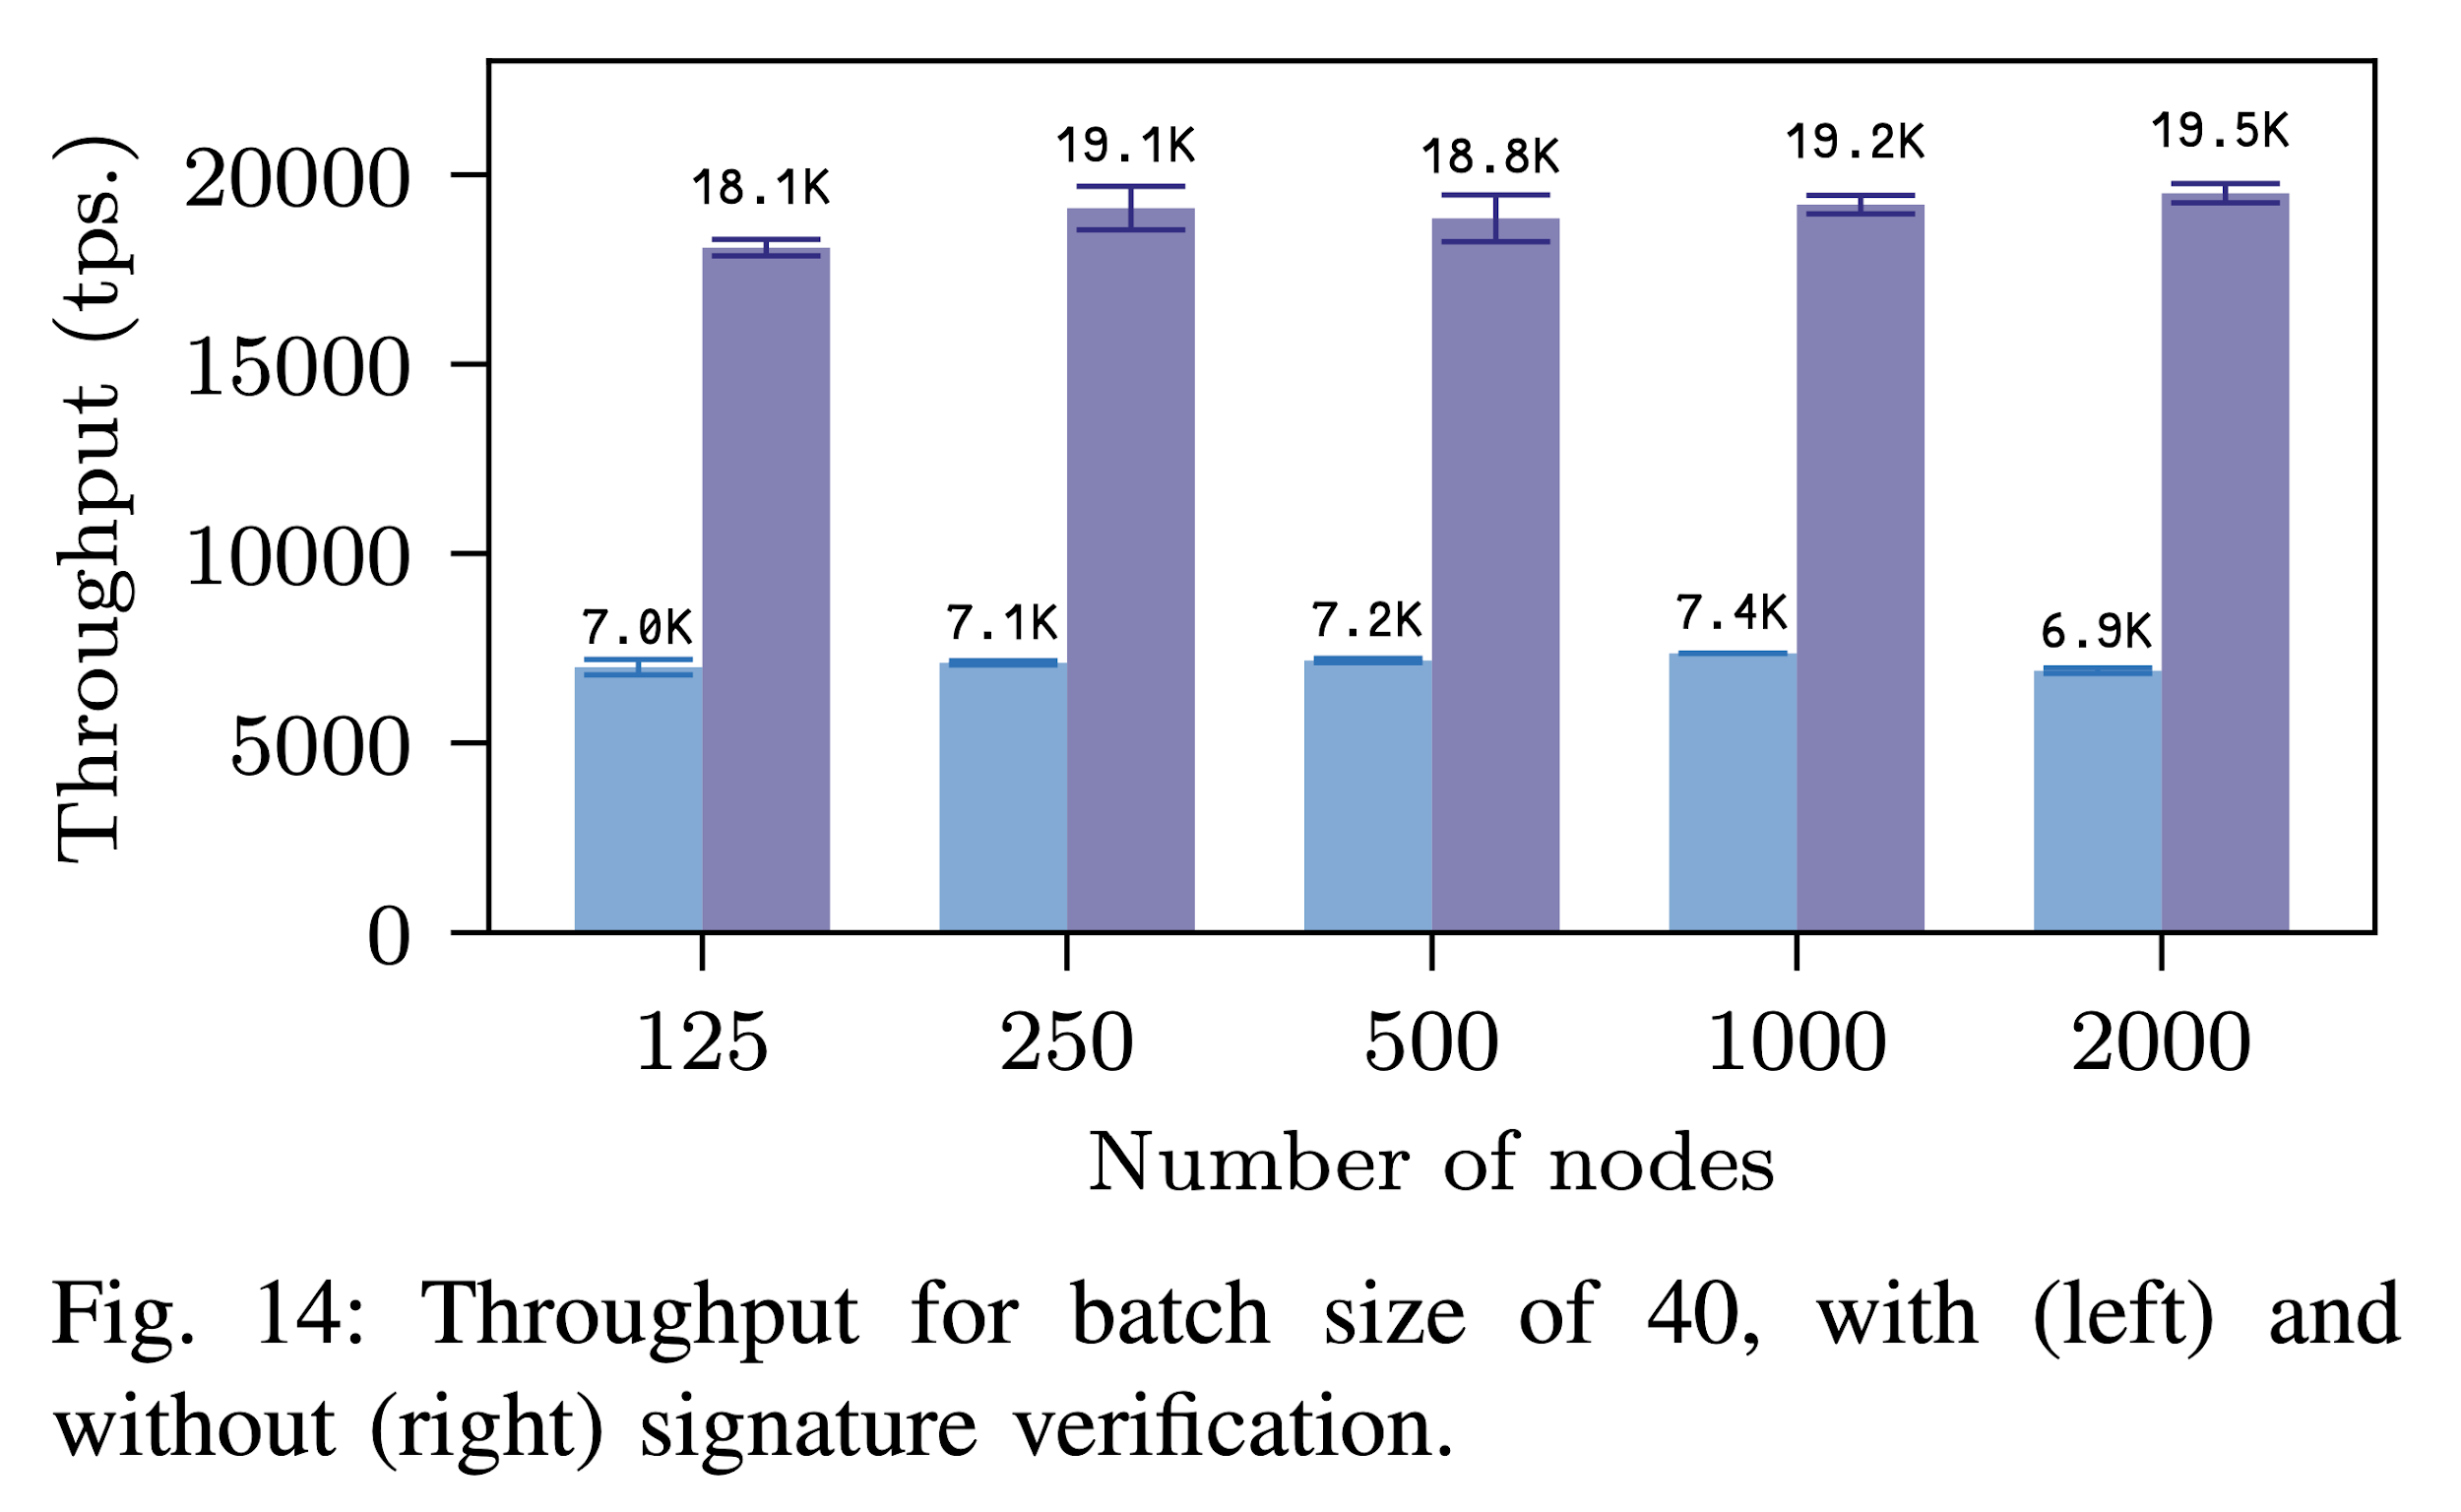 Throughput (tps.)
20000
15000
10000
5000
0
18.1K
19.1K
18.8K
19.2K
19.5K
7.0K
7.1K
7.2K
7.4K
6.9K
125 250 500 1000 2000
Number of nodes
Fig. 14: Throughput for batch size of 40, with (left) and
without (right) signature verification.